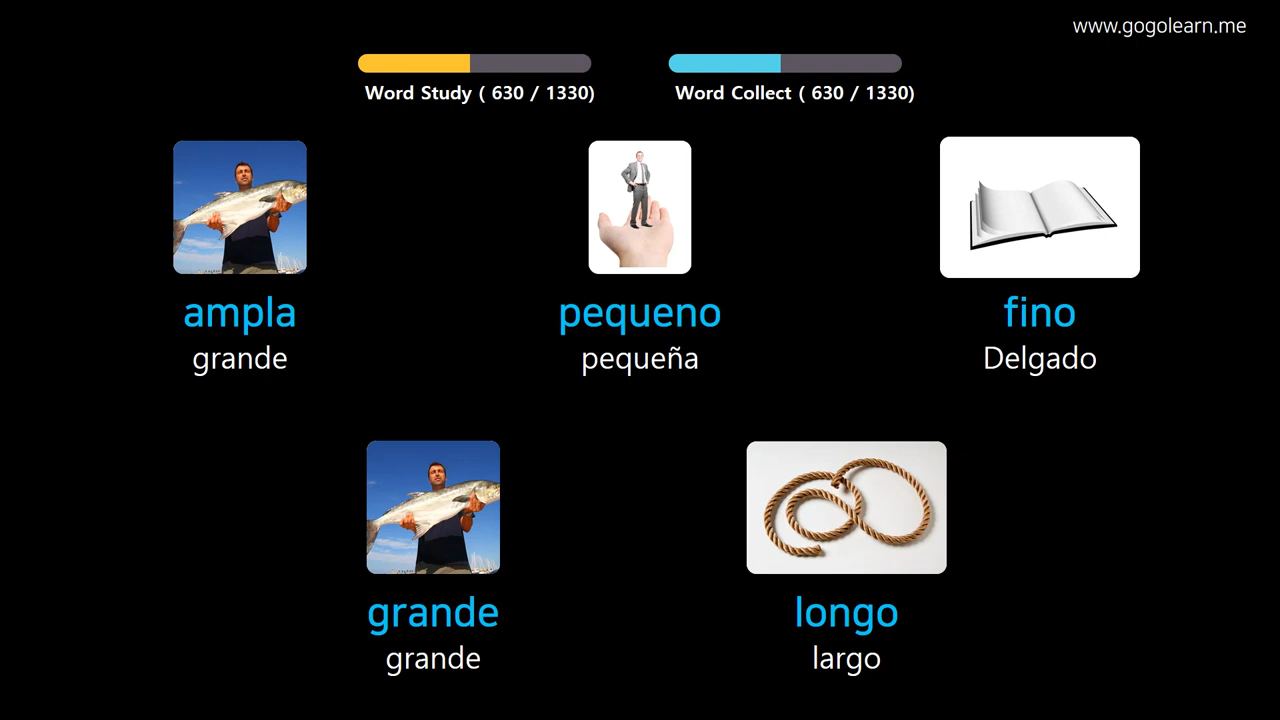 www.gogolearn.me
Word Study ( 630 / 1330)
Word Collect ( 630 / 1330)
ampla
grande
pequeno
pequeña
fino
Delgado
grande
grande
longo
largo